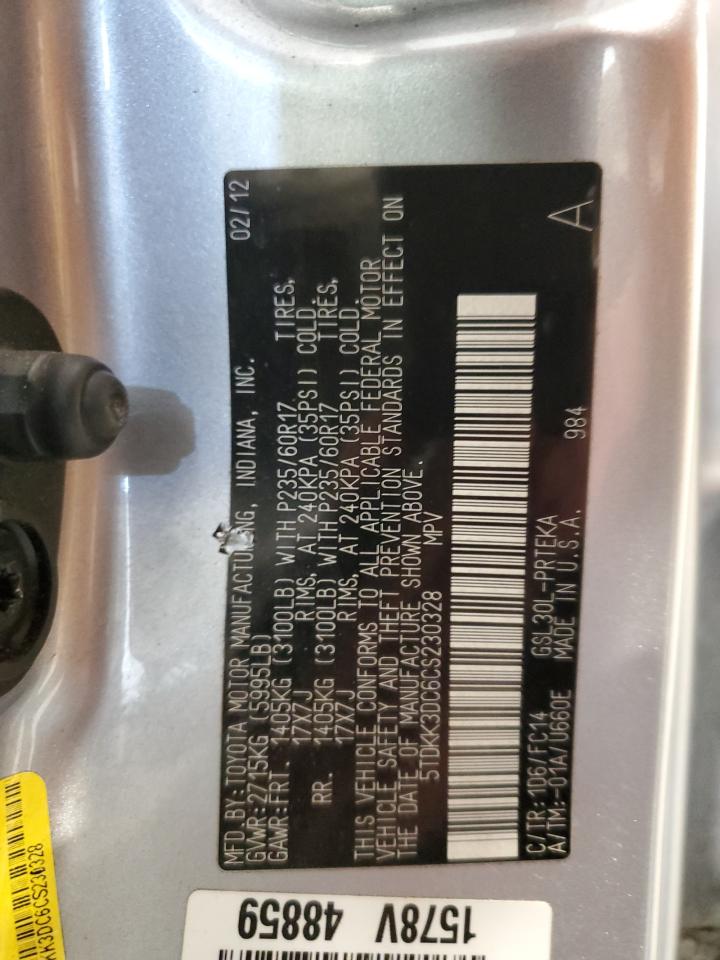 MFD. BY: TOYOTA MOTOR MANUFACTURING, INDIANA, INC. 02/12
GVWR: 2715KG (5995LB)
GAWR: FRT. 1405KG (3100LB) WITH P235/60R17 TIRES,
17X7J RIMS, AT 240KPA (35PSI) COLD
RR. 1405KG (3100LB) WITH P235/60R17 TIRES,
17X7J RIMS, AT 240KPA (35PSI) COLD.
THIS VEHICLE CONFORMS TO ALL APPLICABLE FEDERAL MOTOR
VEHICLE SAFETY AND THEFT PREVENTION STANDARDS IN EFFECT ON
THE DATE OF MANUFACTURE SHOWN ABOVE.
5TDKK3DC6CS230328 MPV
C/TR: 1D6/FC14 GSL30L-PRTEKA
A/TM: -01A/U660E MADE IN U.S.A. 984
A
1578V 48859
KK3DC6CS230328